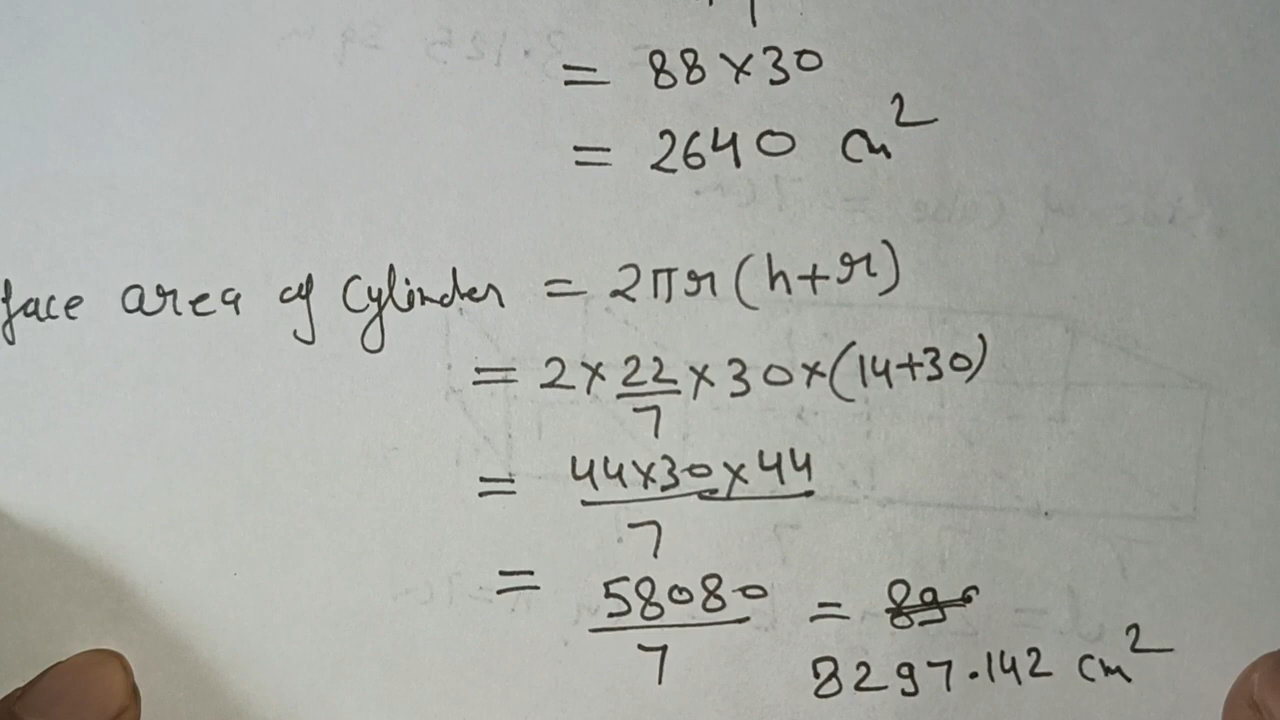 = 88×30
= 2640 cm²
face area of Cylinder = 2πr(h+r)
= 2×22/7×30×(14+30)
= 44×30×44/7
= 58080/7 =
8297.142 cm²